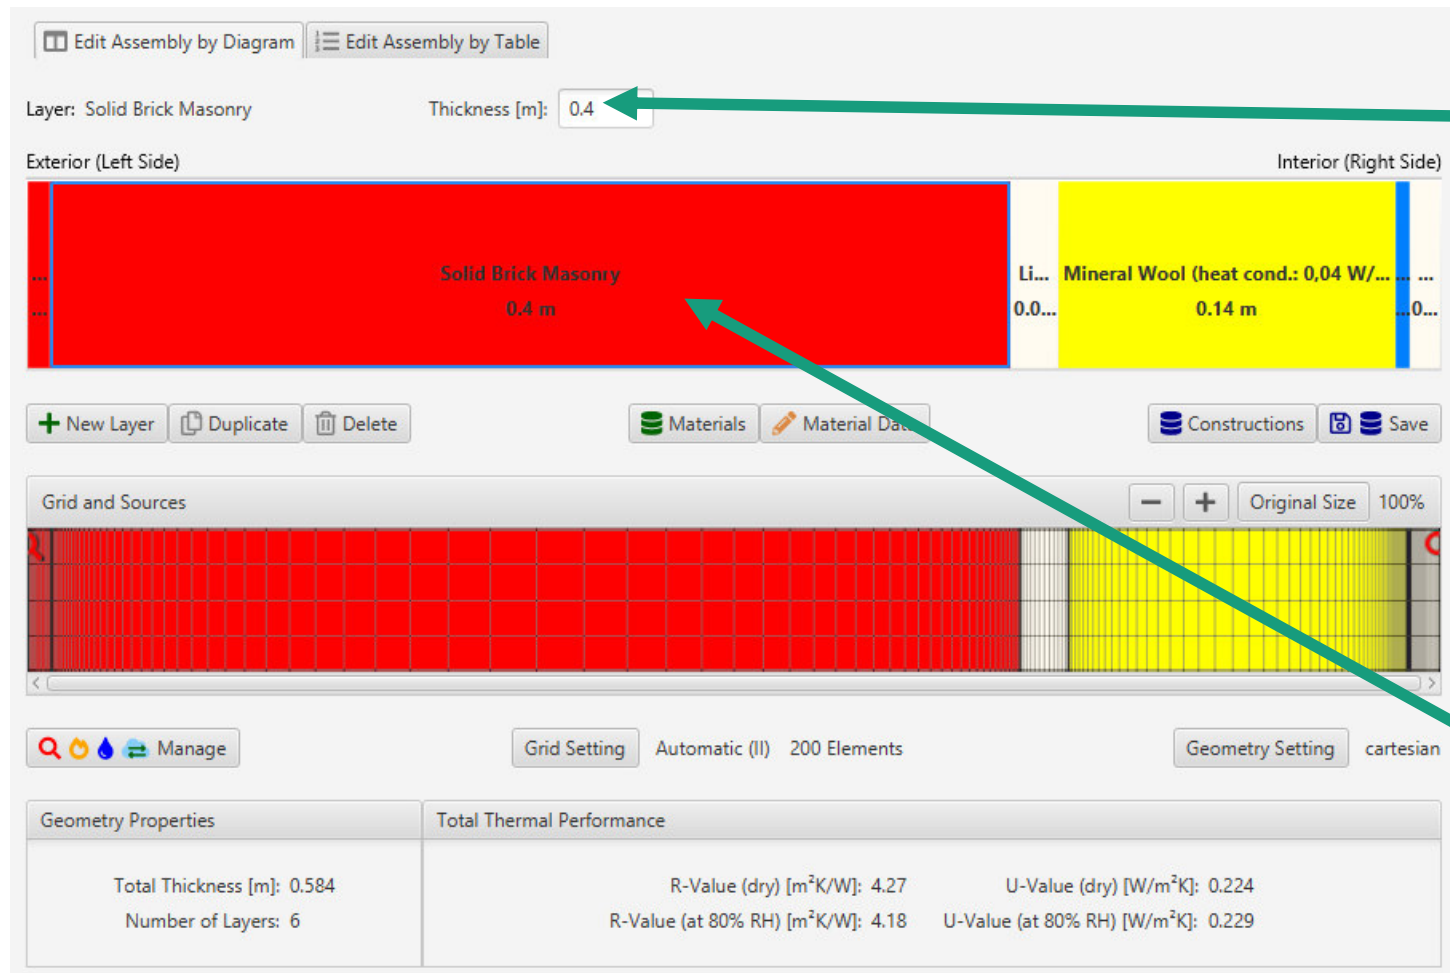 Edit Assembly by Diagram Edit Assembly by Table
Layer: Solid Brick Masonry Thickness [m]: 0.4
Exterior (Left Side) Interior (Right Side)
... Solid Brick Masonry Li... Mineral Wool (heat cond.: 0,04 W/... ... ...
... 0.4 m 0.0... 0.14 m ...0...
New Layer Duplicate Delete Materials Material Data Constructions Save
Grid and Sources Original Size 100%
Manage Grid Setting Automatic (II) 200 Elements Geometry Setting cartesian
Geometry Properties Total Thermal Performance
Total Thickness [m]: 0.584 R-Value (dry) [m²K/W]: 4.27 U-Value (dry) [W/m²K]: 0.224
Number of Layers: 6 R-Value (at 80% RH) [m²K/W]: 4.18 U-Value (at 80% RH) [W/m²K]: 0.229